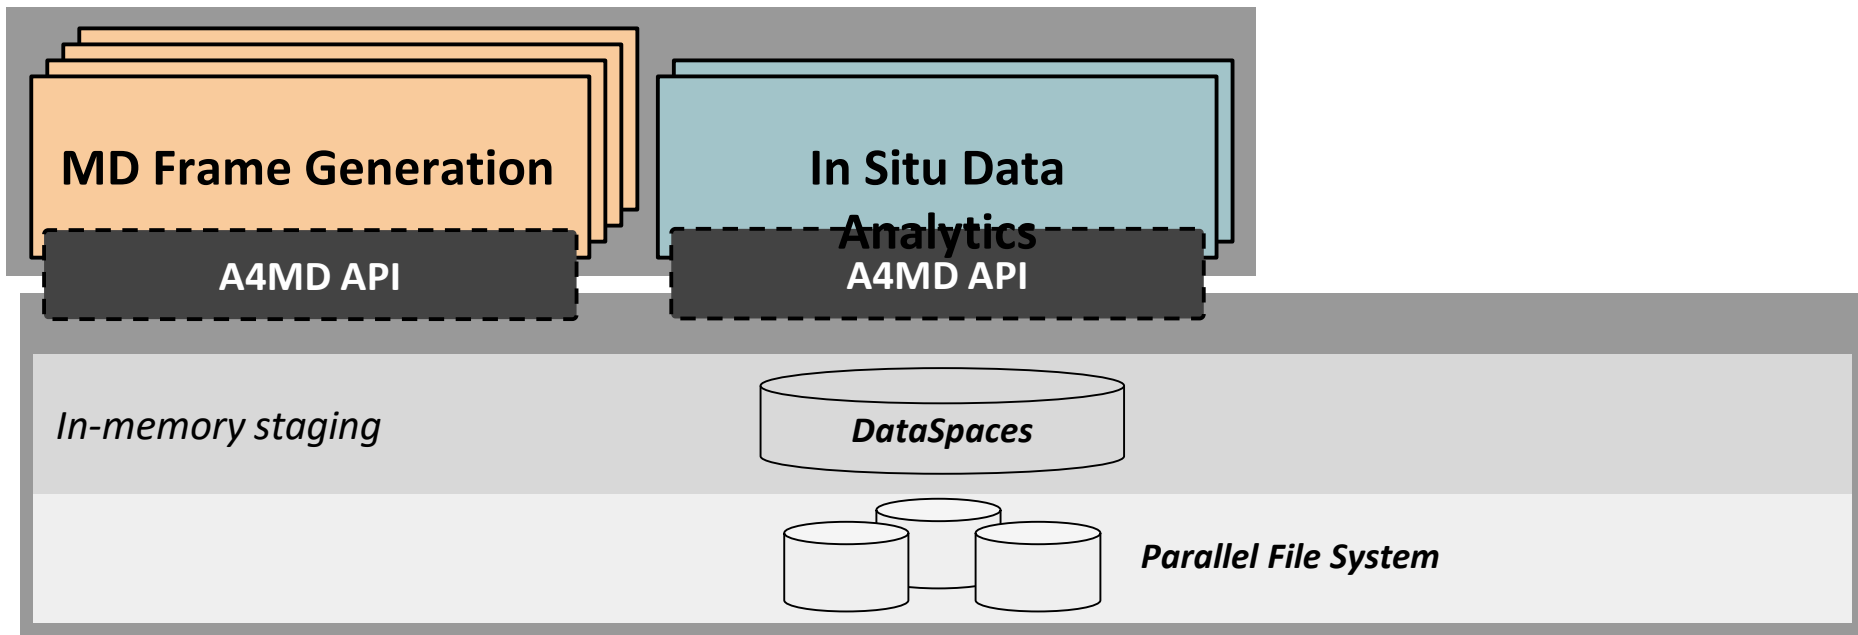 MD Frame Generation
In Situ Data
Analytics
A4MD API
A4MD API
In-memory staging
DataSpaces
Parallel File System